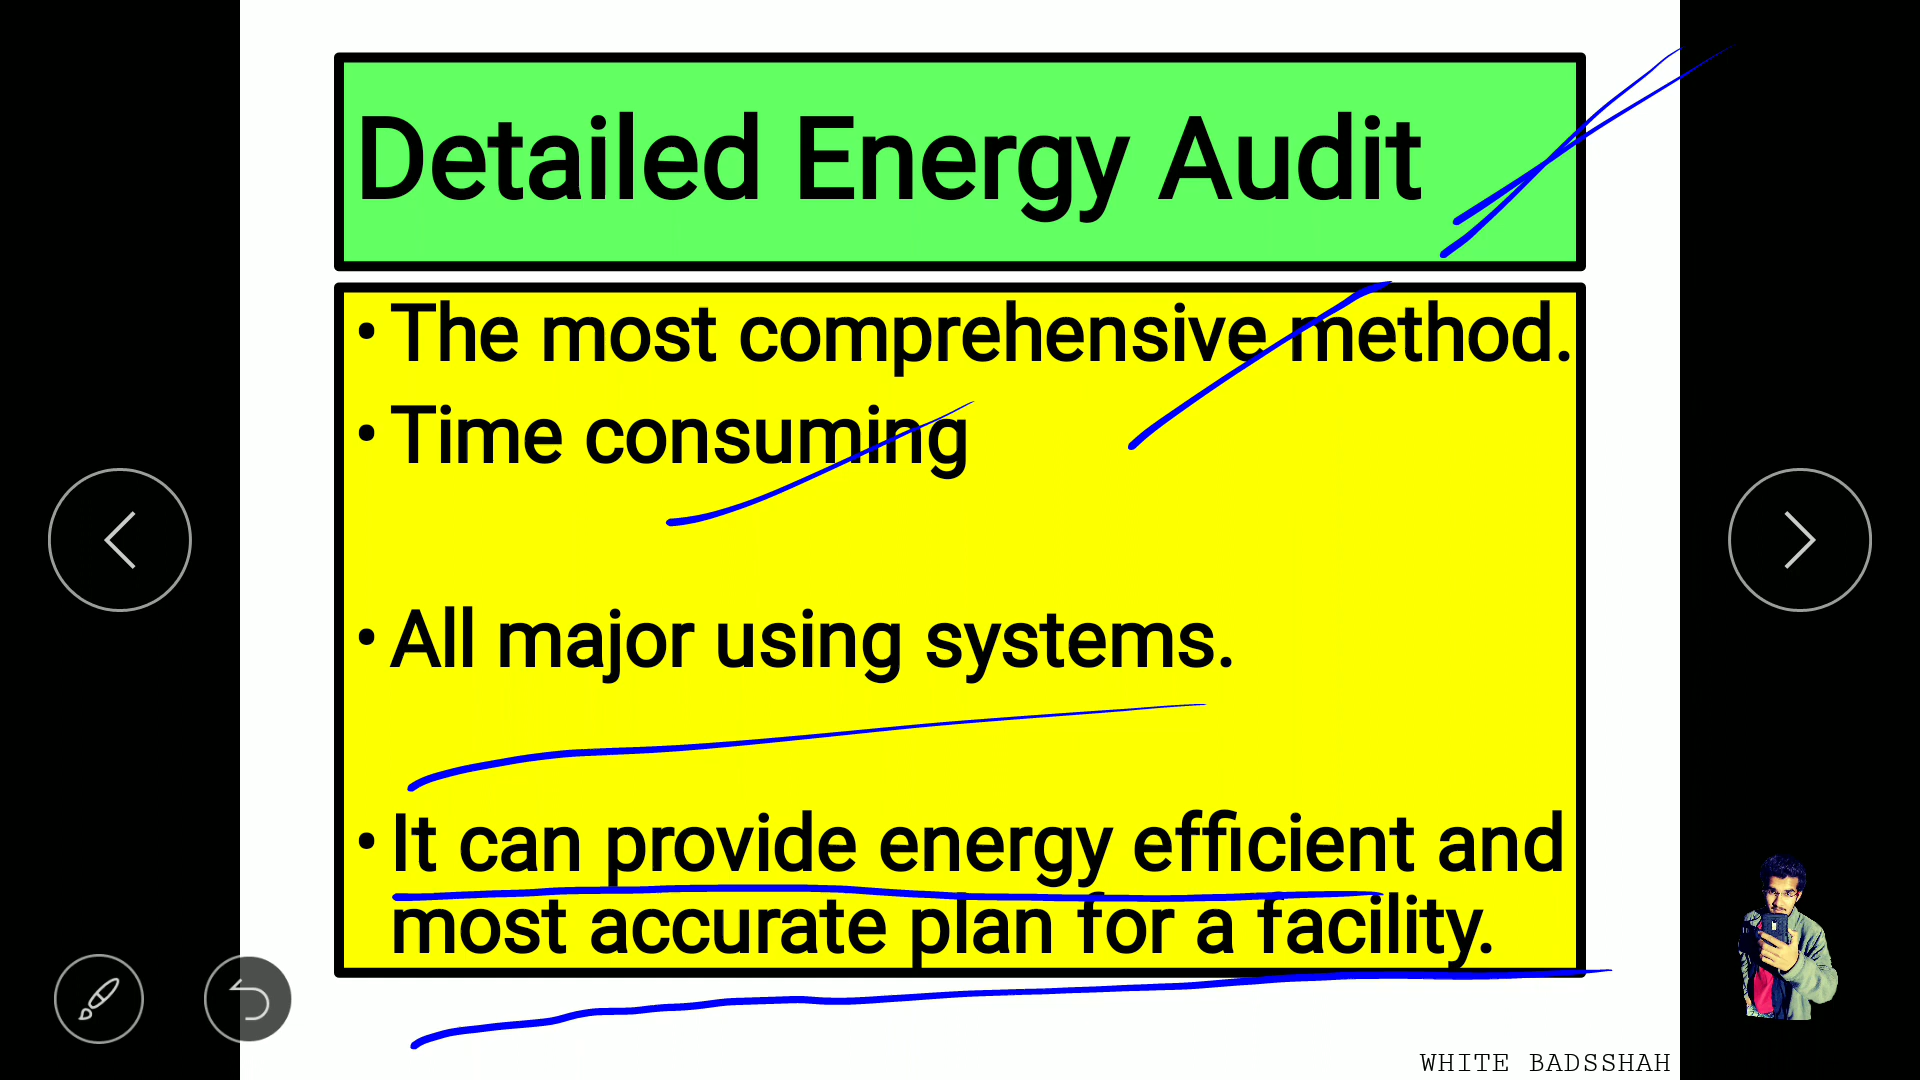 Detailed Energy Audit
• The most comprehensive method.
• Time consuming
• All major using systems.
• It can provide energy efficient and
most accurate plan for a facility.
WHITE BADSSHAH